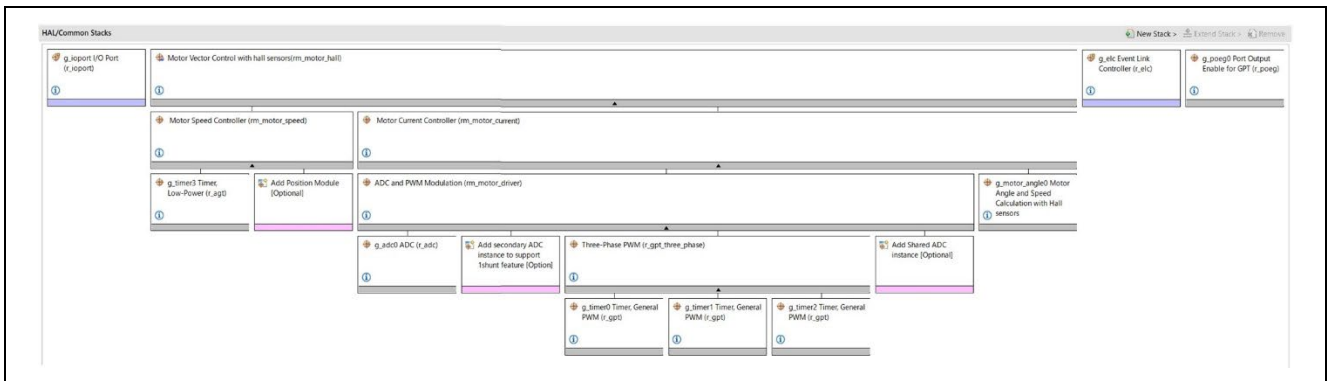 HAL/Common Stacks
New Stack >
Extend Stack >
Remove
g_ioport I/O Port
(r_ioport)
Motor Vector Control with hall sensors(rm_motor_hall)
g_elc Event Link
Controller (r_elc)
g_poeg0 Port Output
Enable for GPT (r_poeg)
Motor Speed Controller (rm_motor_speed)
Motor Current Controller (rm_motor_current)
g_timer3 Timer,
Low-Power (r_agt)
Add Position Module
[Optional]
ADC and PWM Modulation (rm_motor_driver)
g_motor_angle0 Motor
Angle and Speed
Calculation with Hall
sensors
g_adc0 ADC (r_adc)
Add secondary ADC
instance to support
1shunt feature [Option]
Three-Phase PWM (r_gpt_three_phase)
Add Shared ADC
instance [Optional]
g_timer0 Timer, General
PWM (r_gpt)
g_timer1 Timer, General
PWM (r_gpt)
g_timer2 Timer, General
PWM (r_gpt)